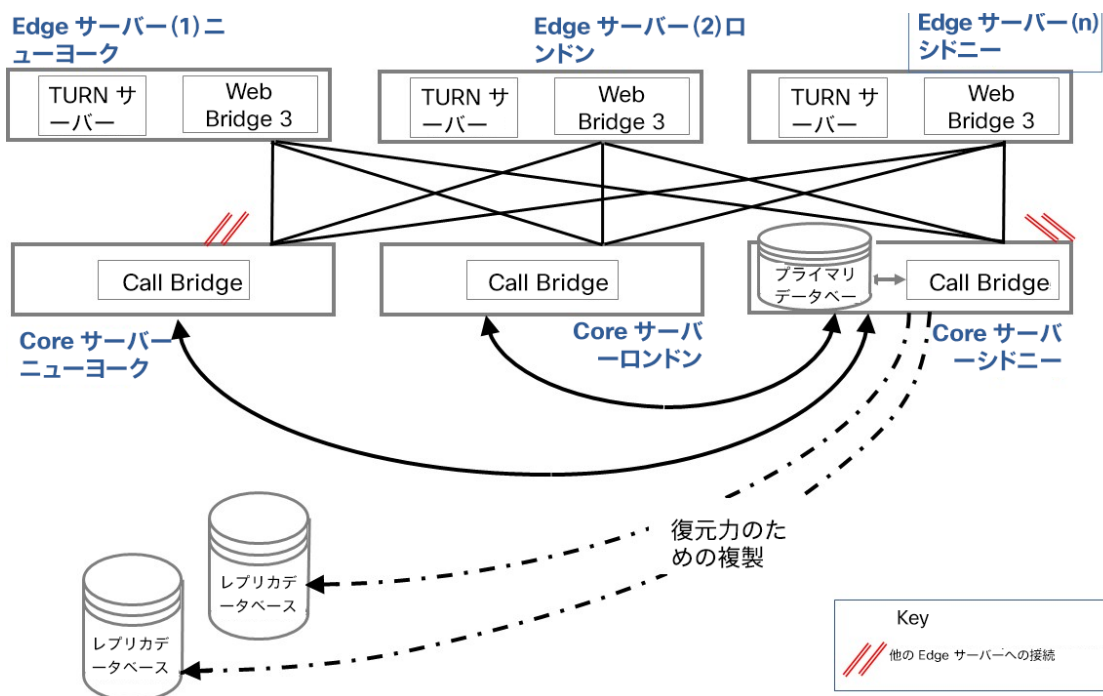 Edge サーバー(1)ニ
ューヨーク
Edge サーバー(2)ロ
ンドン
Edge サーバー(n)
シドニー
TURN サ
ーバー
Web
Bridge 3
TURN サ
ーバー
Web
Bridge 3
TURN サ
ーバー
Web
Bridge 3
Call Bridge
Call Bridge
プライマリ
データベー
Call Bridge
Core サーバー
ニューヨーク
Core サーバ
ーロンドン
Core サーバ
ーシドニー
復元力のた
めの複製
レプリカデ
ータベース
レプリカデ
ータベース
Key
他の Edge サーバーへの接続